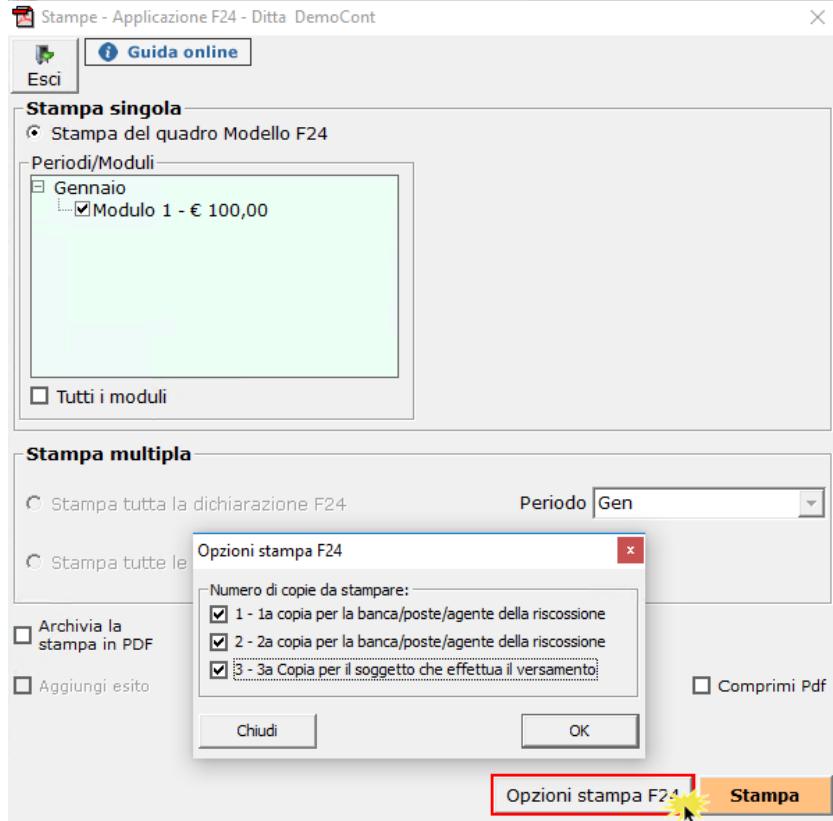 Stampe - Applicazione F24 - Ditta DemoCont
Guida online
Esci
Stampa singola
Stampa del quadro Modello F24
Periodi/Moduli
Gennaio
Modulo 1 - € 100,00
Tutti i moduli
Stampa multipla
Stampa tutta la dichiarazione F24
Periodo Gen
Stampa tutte le
Opzioni stampa F24
x
Numero di copie da stampare:
1 - 1a copia per la banca/poste/agente della riscossione
2 - 2a copia per la banca/poste/agente della riscossione
3 - 3a Copia per il soggetto che effettua il versamento
Chiudi
OK
Archivia la
stampa in PDF
Aggiungi esito
Comprimi Pdf
Opzioni stampa F24
Stampa